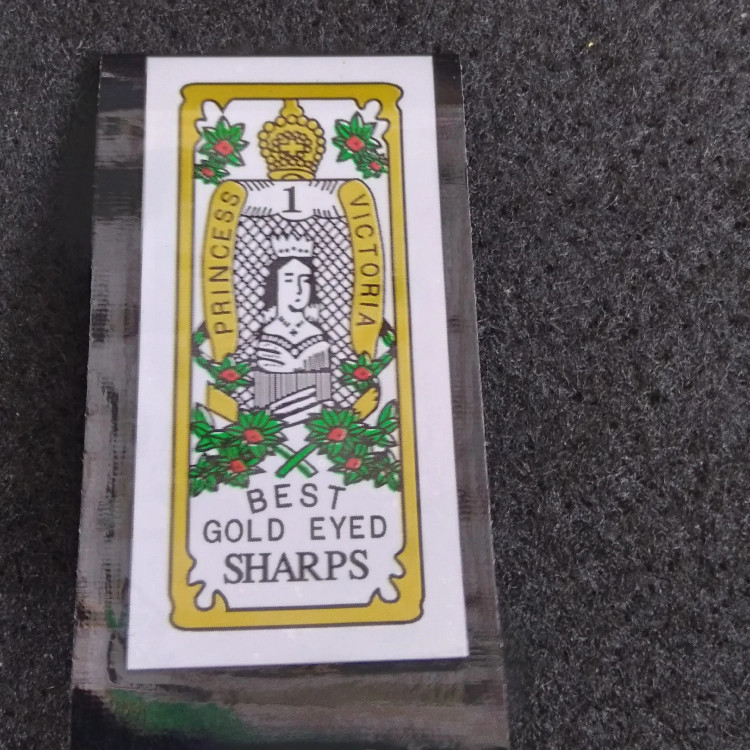 1
PRINCESS
VICTORIA
BEST
GOLD EYED
SHARPS